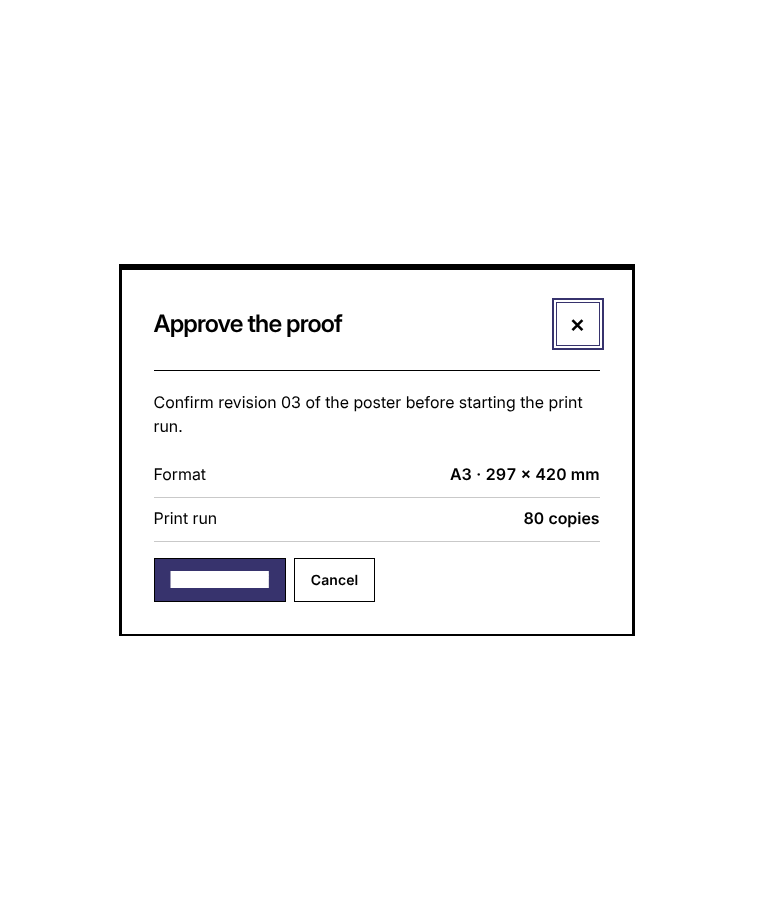 Approve the proof
×
Confirm revision 03 of the poster before starting the print
run.
Format A3 · 297 × 420 mm
Print run 80 copies
Cancel